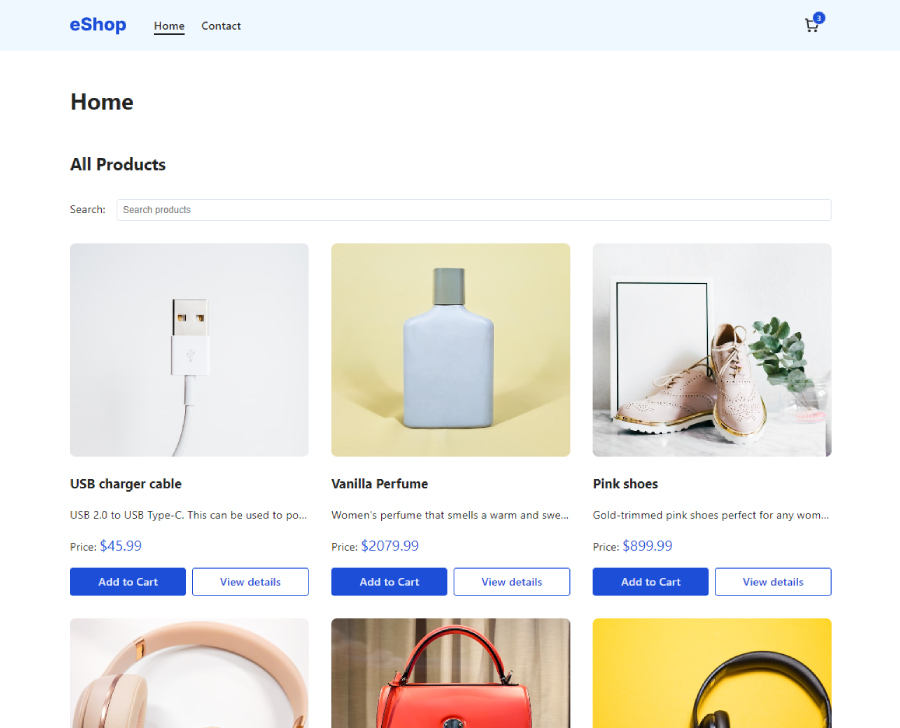 eShop Home Contact 3
Home
All Products
Search: Search products
USB charger cable
USB 2.0 to USB Type-C. This can be used to po...
Price: $45.99
Add to Cart View details
Vanilla Perfume
Women's perfume that smells a warm and swe...
Price: $2079.99
Add to Cart View details
Pink shoes
Gold-trimmed pink shoes perfect for any wom...
Price: $899.99
Add to Cart View details